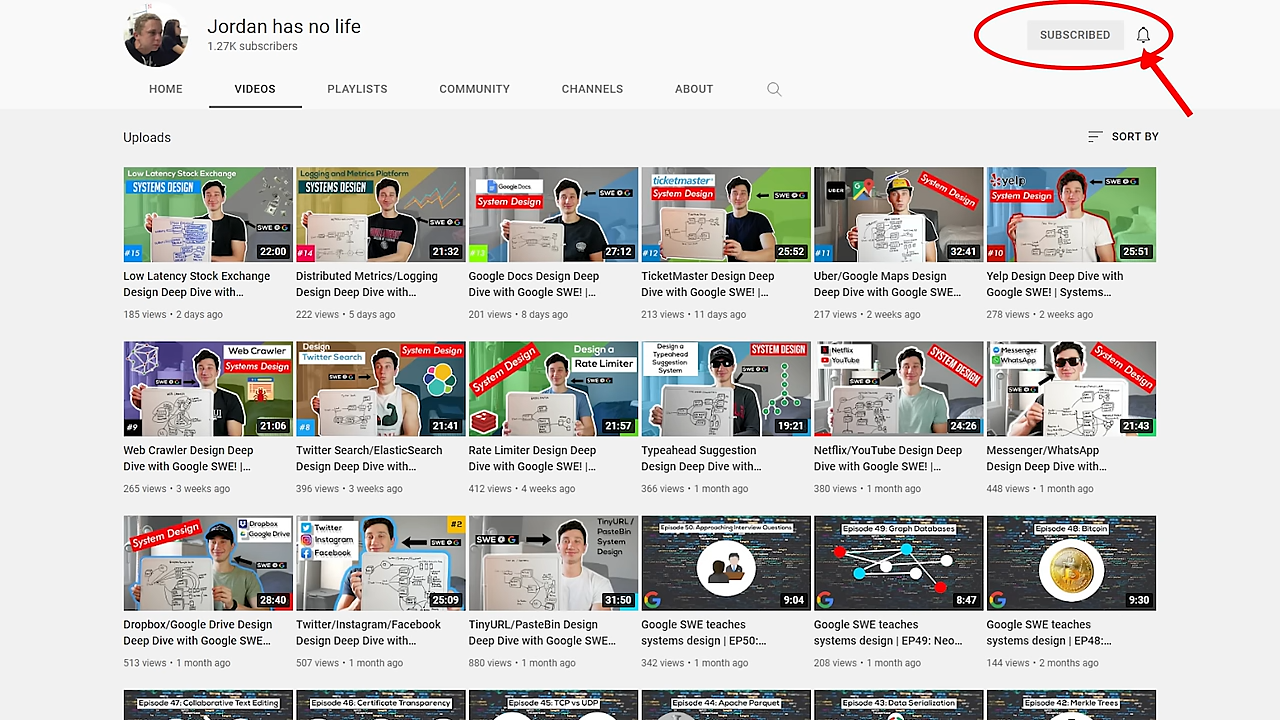 Jordan has no life
1.27K subscribers
SUBSCRIBED
HOME
VIDEOS
PLAYLISTS
COMMUNITY
CHANNELS
ABOUT
Uploads
SORT BY
Low Latency Stock Exchange
SYSTEMS DESIGN
#15
22:00
Logging and Metrics Platform
SYSTEMS DESIGN
SWE @ G
#14
21:32
Google Docs
System Design
SWE @ G
#13
27:12
ticketmaster
System Design
SWE @ G
#12
25:52
UBER
System Design
#11
32:41
yelp
System Design
SWE @ G
#10
25:51
Low Latency Stock Exchange
Design Deep Dive with...
185 views • 2 days ago
Distributed Metrics/Logging
Design Deep Dive with...
222 views • 5 days ago
Google Docs Design Deep
Dive with Google SWE! |...
201 views • 8 days ago
TicketMaster Design Deep
Dive with Google SWE! |...
213 views • 11 days ago
Uber/Google Maps Design
Deep Dive with Google SWE...
217 views • 2 weeks ago
Yelp Design Deep Dive with
Google SWE! | Systems...
278 views • 2 weeks ago
Web Crawler
Systems Design
SWE @ G
#9
21:06
Design
Twitter Search
System Design
SWE @ G
#8
21:41
System Design
Design a
Rate Limiter
SWE @ G
21:57
Design a
Typeahead
Suggestion
System
SYSTEM DESIGN
SWE @ G
19:21
Netflix
YouTube
SYSTEM DESIGN
SWE @ G
24:26
Messenger
WhatsApp
System Design
SWE @ G
21:43
Web Crawler Design Deep
Dive with Google SWE! |...
265 views • 3 weeks ago
Twitter Search/ElasticSearch
Design Deep Dive with...
396 views • 3 weeks ago
Rate Limiter Design Deep
Dive with Google SWE! |...
412 views • 4 weeks ago
Typeahead Suggestion
Design Deep Dive with...
366 views • 1 month ago
Netflix/YouTube Design Deep
Dive with Google SWE! |...
380 views • 1 month ago
Messenger/WhatsApp
Design Deep Dive with...
448 views • 1 month ago
System Design
Dropbox
Google Drive
SWE @ G
28:40
Twitter
Instagram
Facebook
#2
SWE @ G
25:09
SWE @ G
TinyURL /
PasteBin
System
Design
31:50
Episode 50: Approaching Interview Questions
9:04
Episode 49: Graph Databases
8:47
Episode 48: Bitcoin
9:30
Dropbox/Google Drive Design
Deep Dive with Google SWE...
513 views • 1 month ago
Twitter/Instagram/Facebook
Design Deep Dive with...
507 views • 1 month ago
TinyURL/PasteBin Design
Deep Dive with Google SWE...
880 views • 1 month ago
Google SWE teaches
systems design | EP50:...
342 views • 1 month ago
Google SWE teaches
systems design | EP49: Neo...
208 views • 1 month ago
Google SWE teaches
systems design | EP48:...
144 views • 2 months ago
Episode 47: Collaborative Text Editing
Episode 46: Certificate Transparency
Episode 45: TCP vs UDP
Episode 44: Apache Parquet
Episode 43: Data Serialization
Episode 42: Merkle Trees